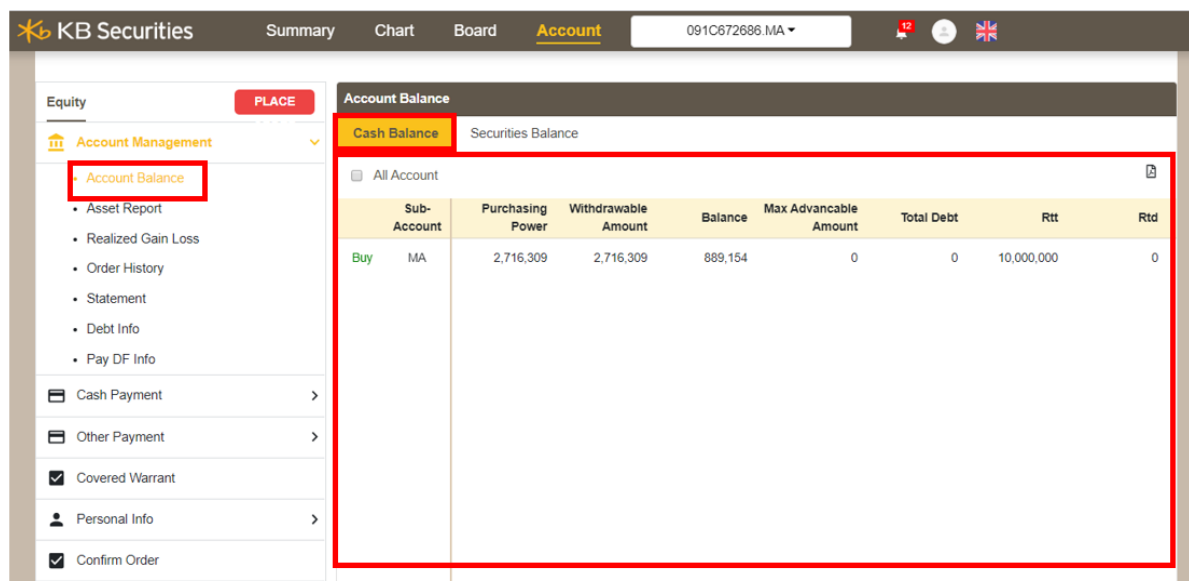 KB Securities Summary Chart Board Account 091C672686.MA 12
Equity PLACE
Account Management
Account Balance
Asset Report
Realized Gain Loss
Order History
Statement
Debt Info
Pay DF Info
Cash Payment
Other Payment
Covered Warrant
Personal Info
Confirm Order
Account Balance
Cash Balance Securities Balance
All Account
Sub-Account Purchasing Power Withdrawable Amount Balance Max Advancable Amount Total Debt Rtt Rtd
Buy MA 2,716,309 2,716,309 889,154 0 0 10,000,000 0